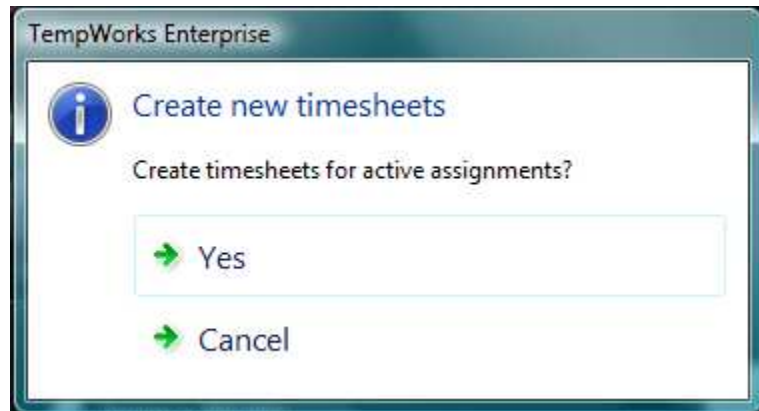 TempWorks Enterprise
Create new timesheets
Create timesheets for active assignments?
Yes
Cancel